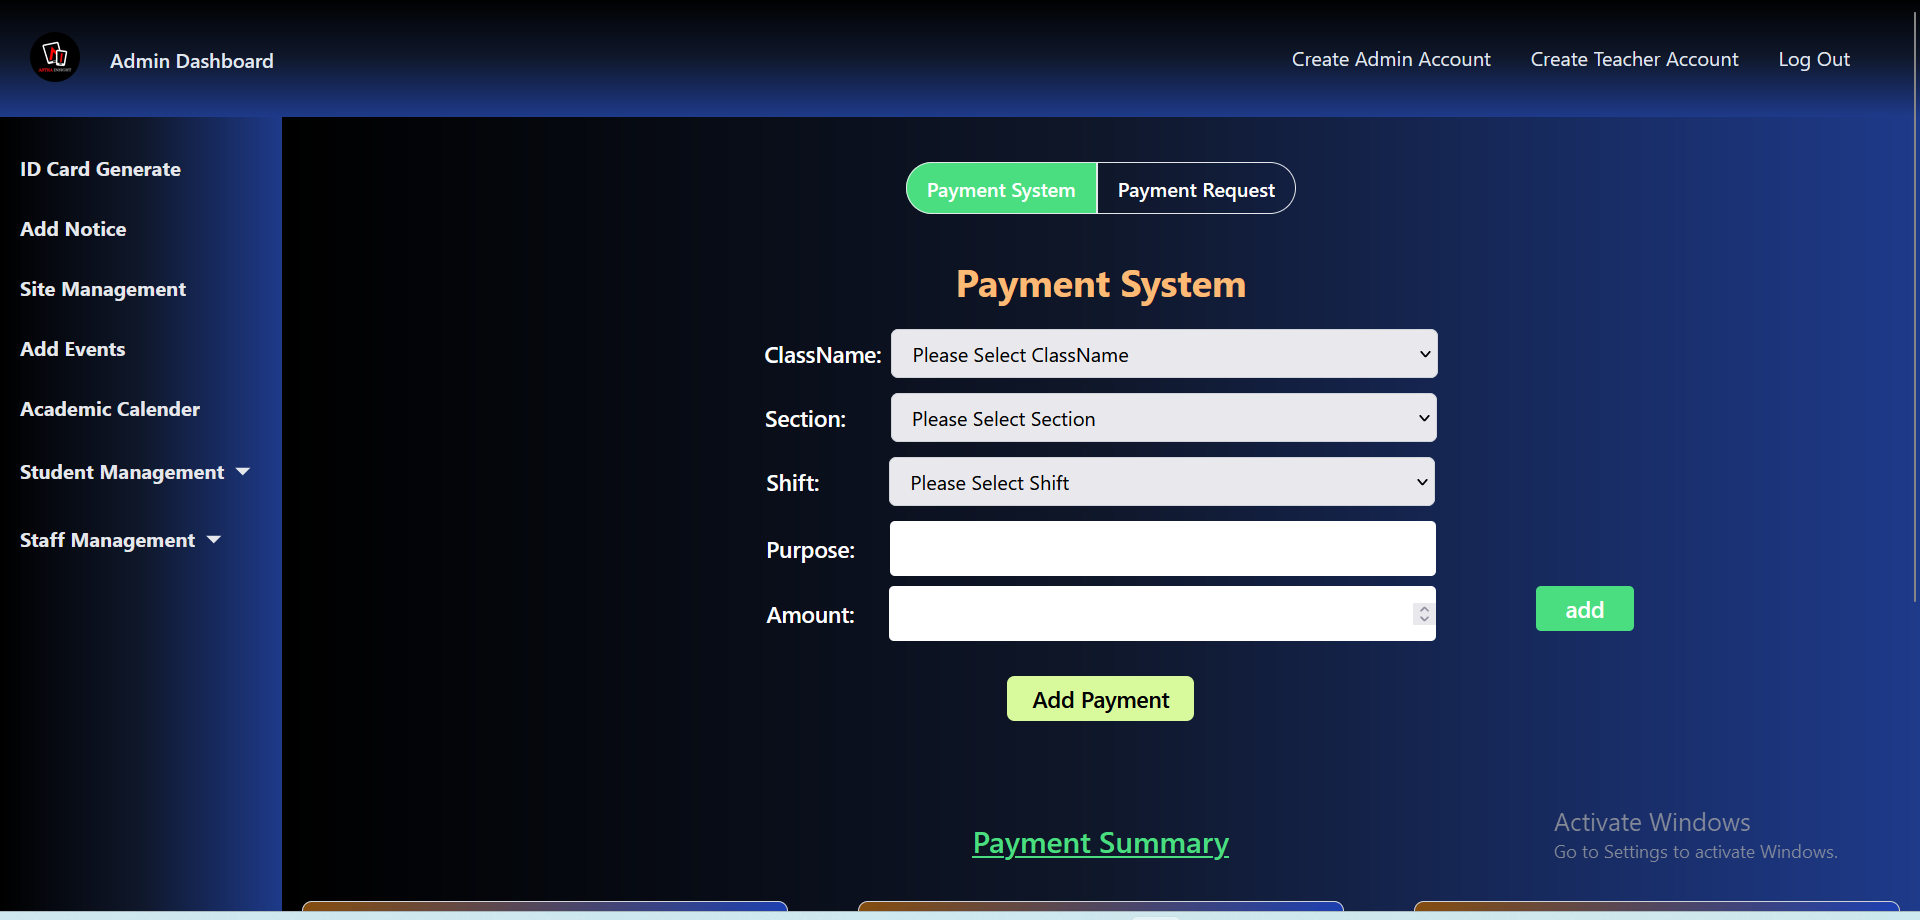 Admin Dashboard
Create Admin Account
Create Teacher Account
Log Out
ID Card Generate
Add Notice
Site Management
Add Events
Academic Calender
Student Management
Staff Management
Payment System
Payment Request
Payment System
ClassName:
Please Select ClassName
Section:
Please Select Section
Shift:
Please Select Shift
Purpose:
Amount:
add
Add Payment
Payment Summary
Activate Windows
Go to Settings to activate Windows.